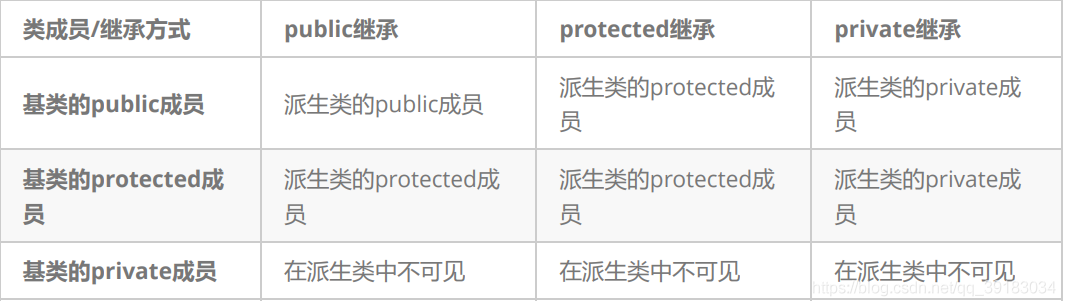 类成员/继承方式 public继承 protected继承 private继承
基类的public成员 派生类的public成员 派生类的protected成员 派生类的private成员
基类的protected成员 派生类的protected成员 派生类的protected成员 派生类的private成员
基类的private成员 在派生类中不可见 在派生类中不可见 在派生类中不可见
https://blog.csdn.net/qq_39183034